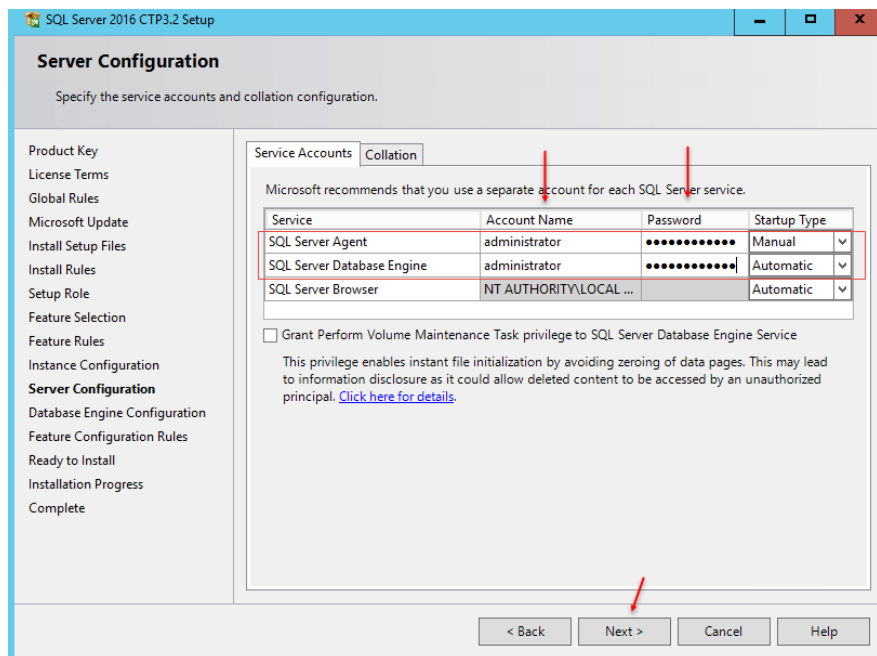 SQL Server 2016 CTP3.2 Setup
Server Configuration
Specify the service accounts and collation configuration.
Product Key
License Terms
Global Rules
Microsoft Update
Install Setup Files
Install Rules
Setup Role
Feature Selection
Feature Rules
Instance Configuration
Server Configuration
Database Engine Configuration
Feature Configuration Rules
Ready to Install
Installation Progress
Complete
Service Accounts Collation
Microsoft recommends that you use a separate account for each SQL Server service.
Service Account Name Password Startup Type
SQL Server Agent administrator ●●●●●●●●●●●● Manual
SQL Server Database Engine administrator ●●●●●●●●●●●● Automatic
SQL Server Browser NT AUTHORITY\LOCAL ... Automatic
Grant Perform Volume Maintenance Task privilege to SQL Server Database Engine Service
This privilege enables instant file initialization by avoiding zeroing of data pages. This may lead
to information disclosure as it could allow deleted content to be accessed by an unauthorized
principal. Click here for details.
< Back Next > Cancel Help